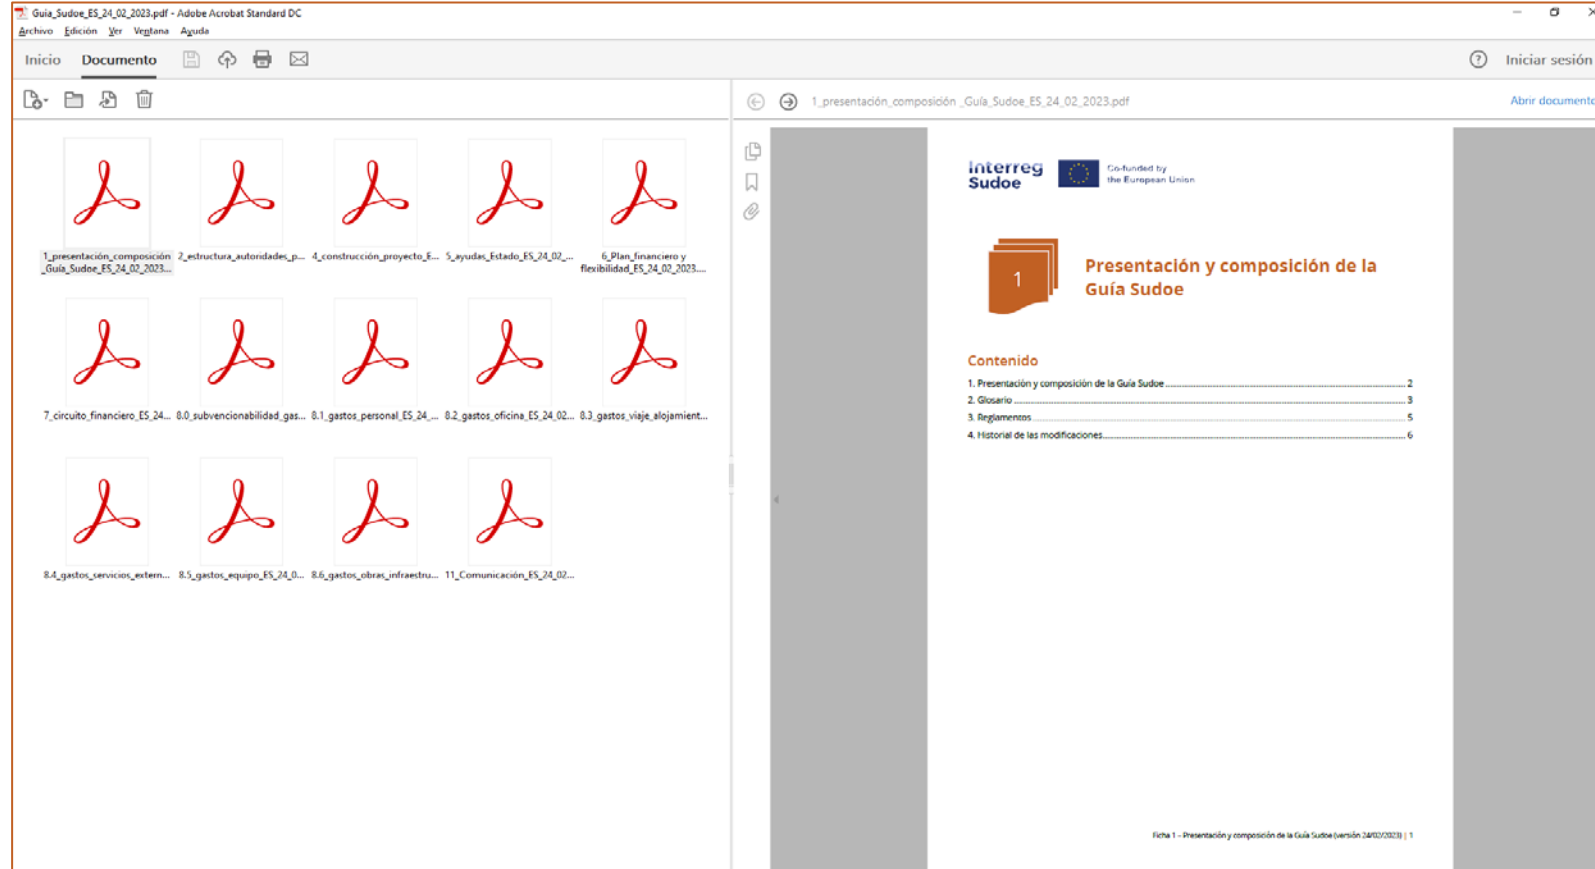 Guia_Sudoe_ES_24_02_2023.pdf - Adobe Acrobat Standard DC
Archivo Edición Ver Ventana Ayuda
Inicio Documento
Iniciar sesión
1_presentación_composición _Guía_Sudoe_ES_24_02_2023.pdf
Abrir documento
1_presentación_composición
_Guía_Sudoe_ES_24_02_2023...
2_estructura_autoridades_p...
4_construcción_proyecto_E...
5_ayudas_Estado_ES_24_02_...
6_Plan_financiero y
flexibilidad_ES_24_02_2023....
7_circuito_financiero_ES_24...
8.0_subvencionabilidad_gas...
8.1_gastos_personal_ES_24_...
8.2_gastos_oficina_ES_24_02...
8.3_gastos_viaje_alojamient...
8.4_gastos_servicios_extern...
8.5_gastos_equipo_ES_24_0...
8.6_gastos_obras_infraestru...
11_Comunicación_ES_24_02...
Interreg
Sudoe
Co-funded by
the European Union
1
Presentación y composición de la
Guía Sudoe
Contenido
1. Presentación y composición de la Guía Sudoe 2
2. Glosario 3
3. Reglamentos 5
4. Historial de las modificaciones 6
Ficha 1 – Presentación y composición de la Guía Sudoe (versión 24/02/2023) | 1